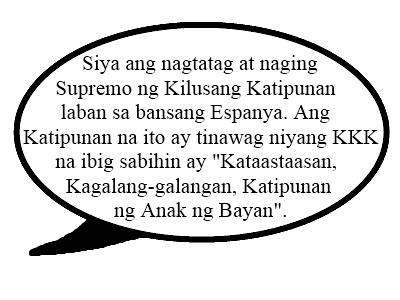 Siya ang nagtatag at naging
Supremo ng Kilusang Katipunan
laban sa bansang Espanya. Ang
Katipunan na ito ay tinawag niyang KKK
na ibig sabihin ay "Kataastaasan,
Kagalang-galangan, Katipunan
ng Anak ng Bayan".